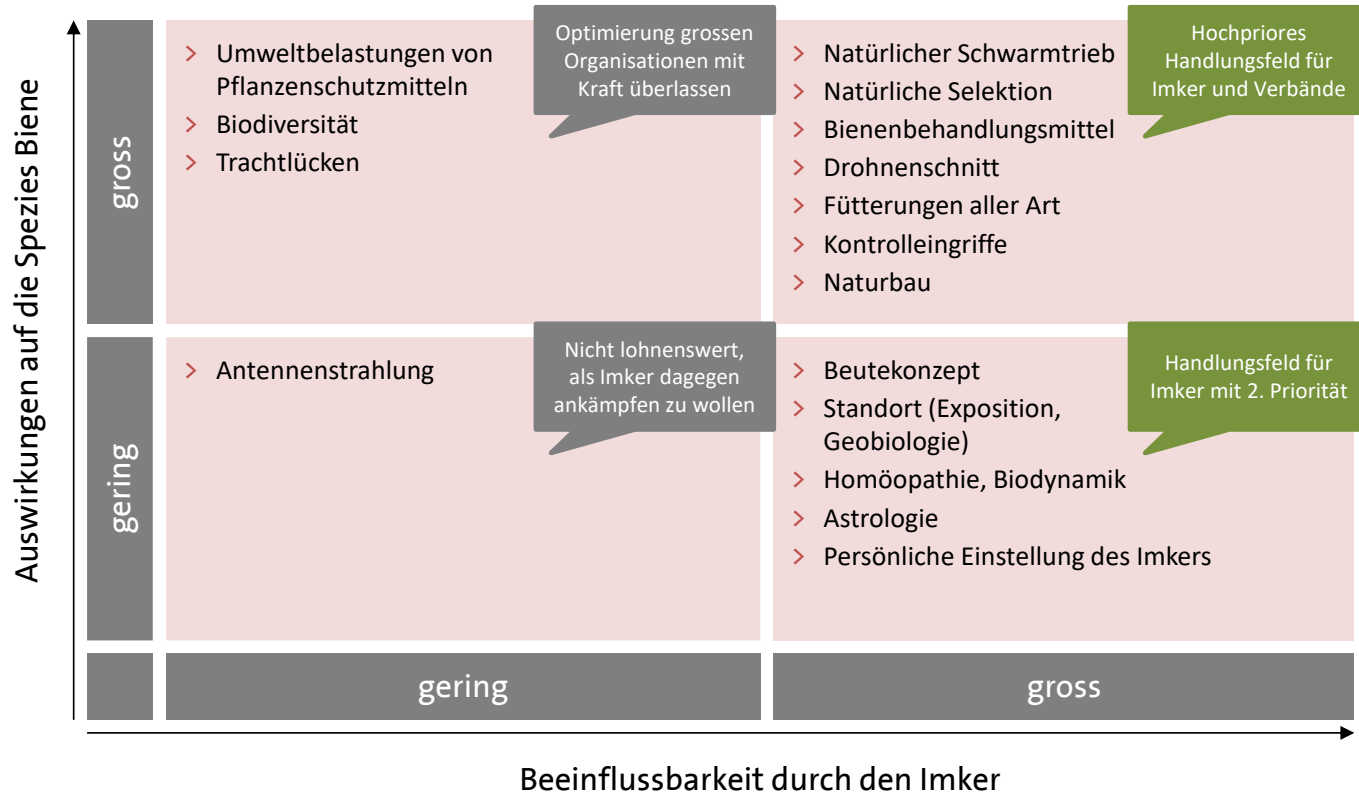 Auswirkungen auf die Spezies Biene
gross
> Umweltbelastungen von
Pflanzenschutzmitteln
> Biodiversität
> Trachtlücken
Optimierung grossen
Organisationen mit
Kraft überlassen
> Natürlicher Schwarmtrieb
> Natürliche Selektion
> Bienenbehandlungsmittel
> Drohnenschnitt
> Fütterungen aller Art
> Kontrolleingriffe
> Naturbau
Hochpriores
Handlungsfeld für
Imker und Verbände
gering
> Antennenstrahlung
Nicht lohnenswert,
als Imker dagegen
ankämpfen zu wollen
> Beutekonzept
> Standort (Exposition,
Geobiologie)
> Homöopathie, Biodynamik
> Astrologie
> Persönliche Einstellung des Imkers
Handlungsfeld für
Imker mit 2. Priorität
gering
gross
Beeinflussbarkeit durch den Imker